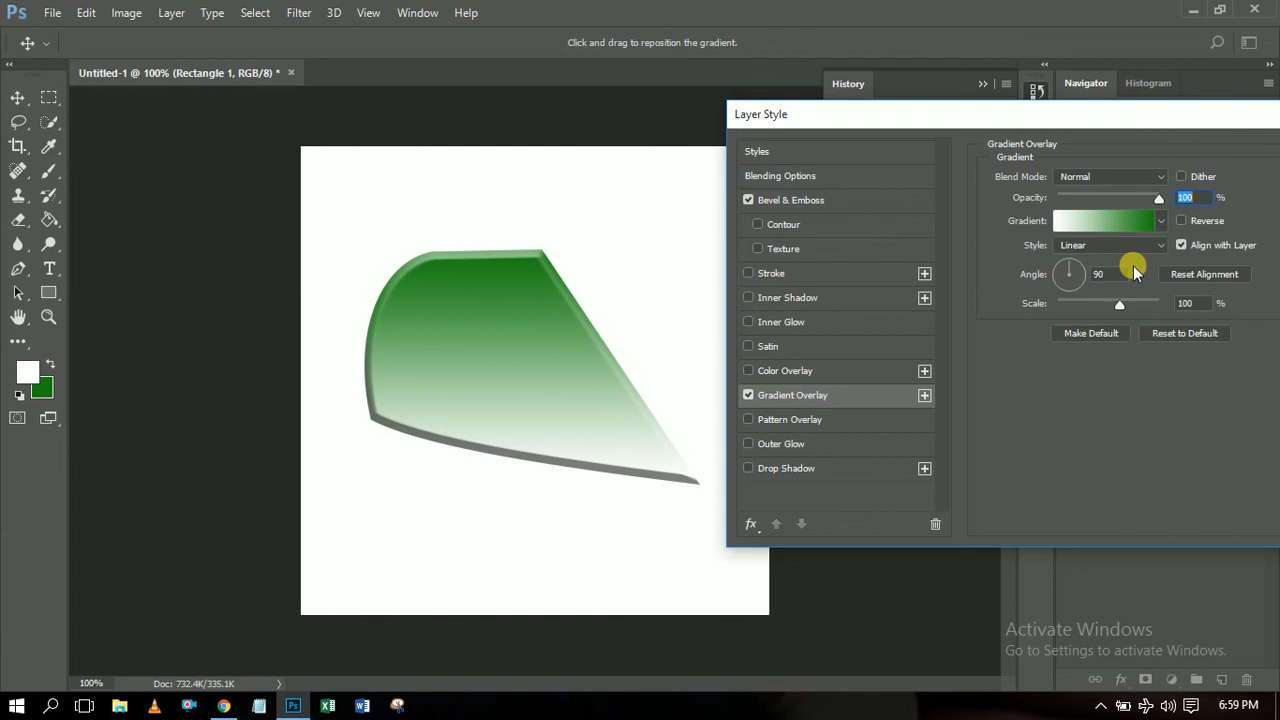 Ps File Edit Image Layer Type Select Filter 3D View Window Help
Click and drag to reposition the gradient.
Untitled-1 @ 100% (Rectangle 1, RGB/8) *
History
Navigator Histogram
Layer Style
Styles
Blending Options
Bevel & Emboss
Contour
Texture
Stroke
Inner Shadow
Inner Glow
Satin
Color Overlay
Gradient Overlay
Pattern Overlay
Outer Glow
Drop Shadow
fx
Gradient Overlay
Gradient
Blend Mode: Normal Dither
Opacity: 100 %
Gradient: Reverse
Style: Linear Align with Layer
Angle: 90 Reset Alignment
Scale: 100 %
Make Default Reset to Default
Activate Windows
Go to Settings to activate Windows.
100% Doc: 732.4K/335.1K
fx
Ps
6:59 PM